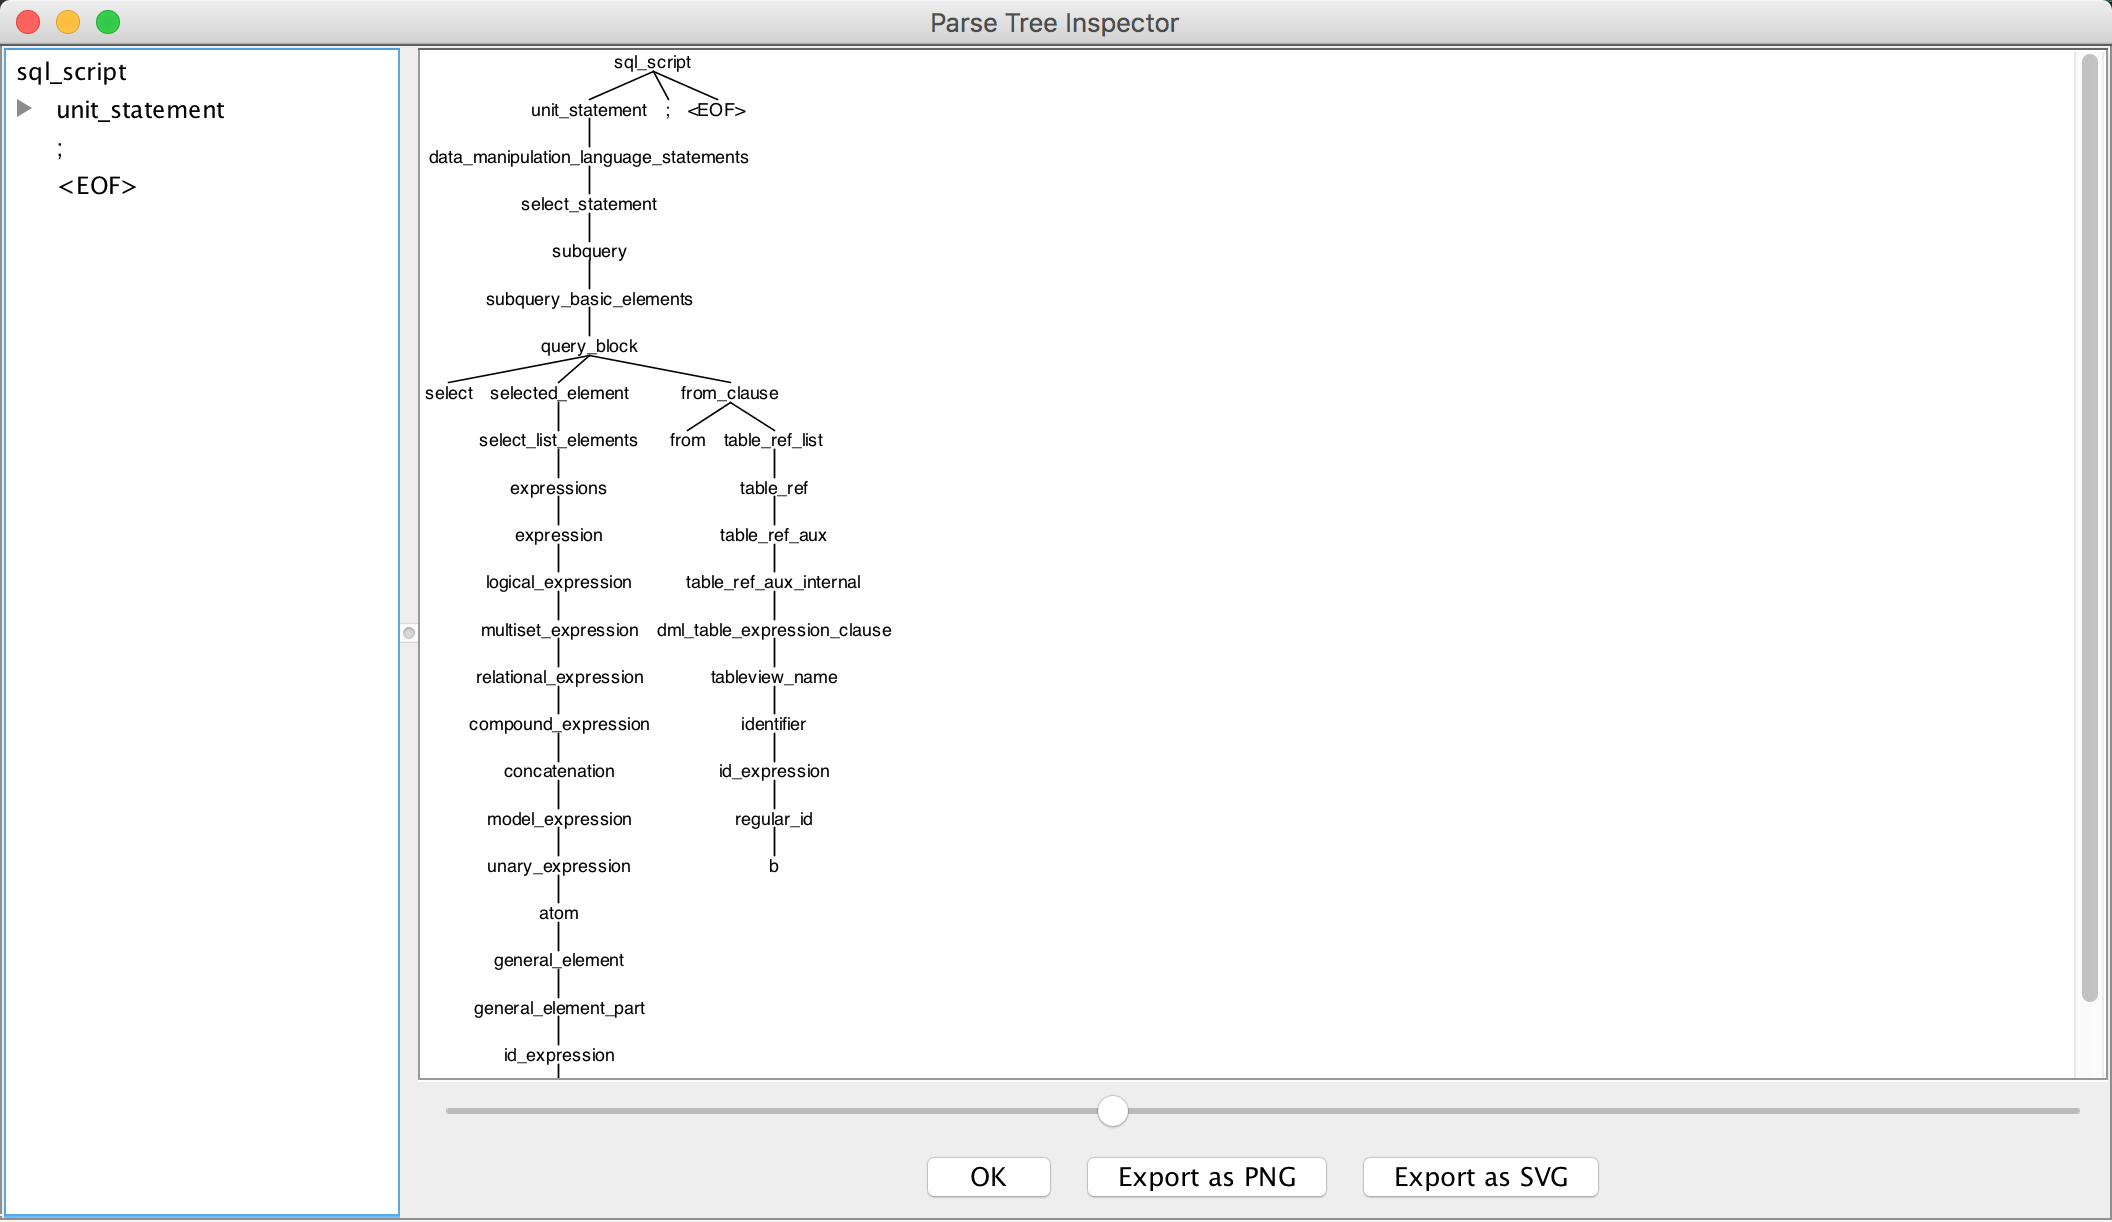 Parse Tree Inspector
sql_script
unit_statement
;
<EOF>
sql_script
unit_statement ; <EOF>
data_manipulation_language_statements
select_statement
subquery
subquery_basic_elements
query_block
select selected_element from_clause
select_list_elements from table_ref_list
expressions table_ref
expression table_ref_aux
logical_expression table_ref_aux_internal
multiset_expression dml_table_expression_clause
relational_expression tableview_name
compound_expression identifier
concatenation id_expression
model_expression regular_id
unary_expression b
atom
general_element
general_element_part
id_expression
OK Export as PNG Export as SVG